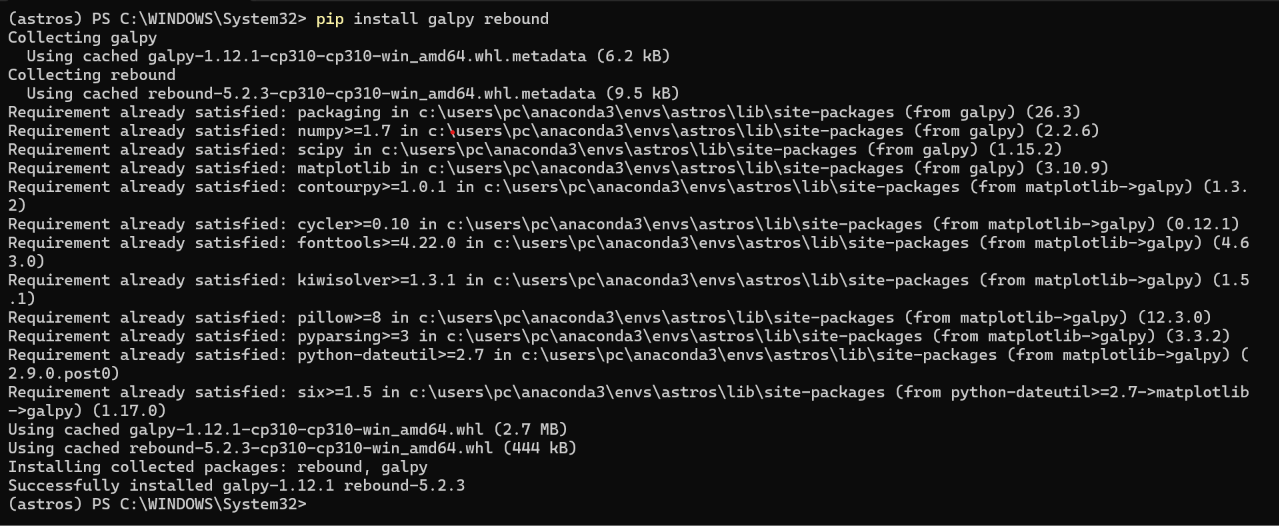 (astros) PS C:\WINDOWS\System32> pip install galpy rebound
Collecting galpy
  Using cached galpy-1.12.1-cp310-cp310-win_amd64.whl.metadata (6.2 kB)
Collecting rebound
  Using cached rebound-5.2.3-cp310-cp310-win_amd64.whl.metadata (9.5 kB)
Requirement already satisfied: packaging in c:\users\pc\anaconda3\envs\astros\lib\site-packages (from galpy) (26.3)
Requirement already satisfied: numpy>=1.7 in c:\users\pc\anaconda3\envs\astros\lib\site-packages (from galpy) (2.2.6)
Requirement already satisfied: scipy in c:\users\pc\anaconda3\envs\astros\lib\site-packages (from galpy) (1.15.2)
Requirement already satisfied: matplotlib in c:\users\pc\anaconda3\envs\astros\lib\site-packages (from galpy) (3.10.9)
Requirement already satisfied: contourpy>=1.0.1 in c:\users\pc\anaconda3\envs\astros\lib\site-packages (from matplotlib->galpy) (1.3.
2)
Requirement already satisfied: cycler>=0.10 in c:\users\pc\anaconda3\envs\astros\lib\site-packages (from matplotlib->galpy) (0.12.1)
Requirement already satisfied: fonttools>=4.22.0 in c:\users\pc\anaconda3\envs\astros\lib\site-packages (from matplotlib->galpy) (4.6
3.0)
Requirement already satisfied: kiwisolver>=1.3.1 in c:\users\pc\anaconda3\envs\astros\lib\site-packages (from matplotlib->galpy) (1.5
.1)
Requirement already satisfied: pillow>=8 in c:\users\pc\anaconda3\envs\astros\lib\site-packages (from matplotlib->galpy) (12.3.0)
Requirement already satisfied: pyparsing>=3 in c:\users\pc\anaconda3\envs\astros\lib\site-packages (from matplotlib->galpy) (3.3.2)
Requirement already satisfied: python-dateutil>=2.7 in c:\users\pc\anaconda3\envs\astros\lib\site-packages (from matplotlib->galpy) (
2.9.0.post0)
Requirement already satisfied: six>=1.5 in c:\users\pc\anaconda3\envs\astros\lib\site-packages (from python-dateutil>=2.7->matplotlib
->galpy) (1.17.0)
Using cached galpy-1.12.1-cp310-cp310-win_amd64.whl (2.7 MB)
Using cached rebound-5.2.3-cp310-cp310-win_amd64.whl (444 kB)
Installing collected packages: rebound, galpy
Successfully installed galpy-1.12.1 rebound-5.2.3
(astros) PS C:\WINDOWS\System32>